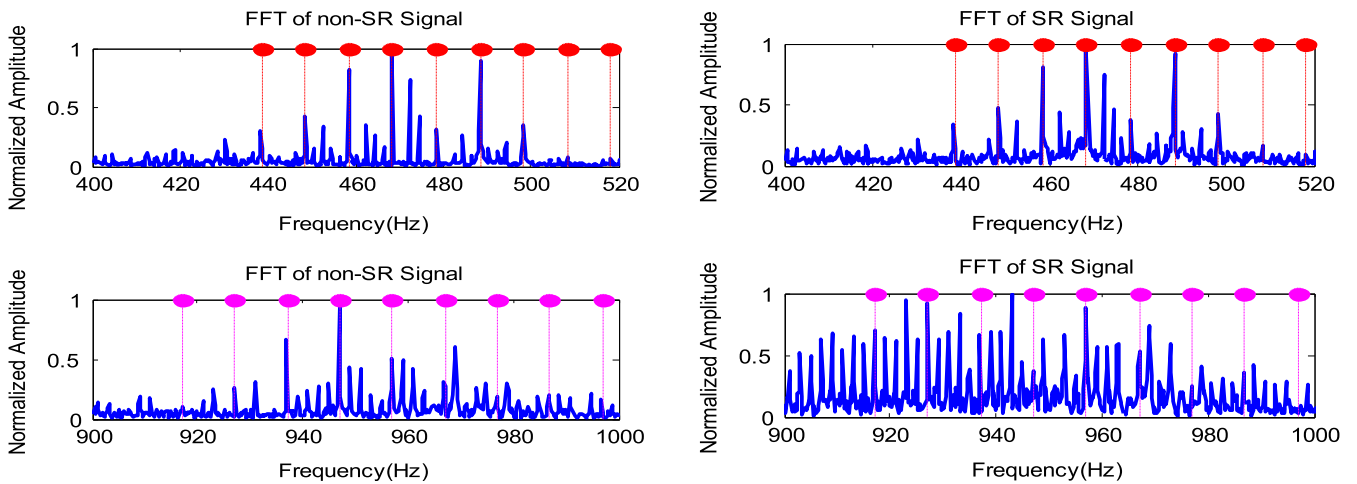 FFT of non-SR Signal
Normalized Amplitude
1
0.5
0
400 420 440 460 480 500 520
Frequency(Hz)
FFT of SR Signal
Normalized Amplitude
1
0.5
0
400 420 440 460 480 500 520
Frequency(Hz)
FFT of non-SR Signal
Normalized Amplitude
1
0.5
0
900 920 940 960 980 1000
Frequency(Hz)
FFT of SR Signal
Normalized Amplitude
1
0.5
0
900 920 940 960 980 1000
Frequency(Hz)